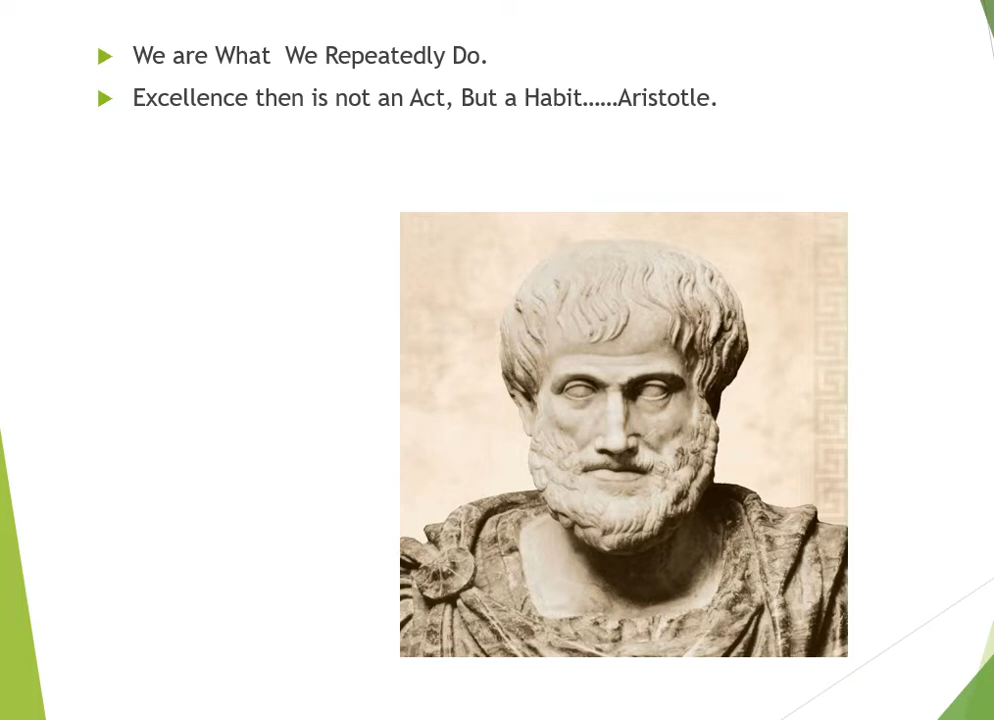 We are What  We Repeatedly Do.
Excellence then is not an Act, But a Habit......Aristotle.